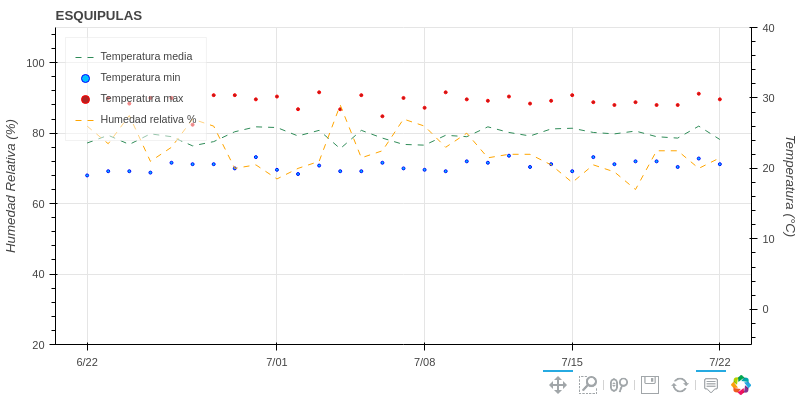 ESQUIPULAS
Temperatura media
Temperatura min
Temperatura max
Humedad relativa %
Humedad Relativa (%)
100
80
60
40
20
40
30
20
10
0
Temperatura (°C)
6/22
7/01
7/08
7/15
7/22